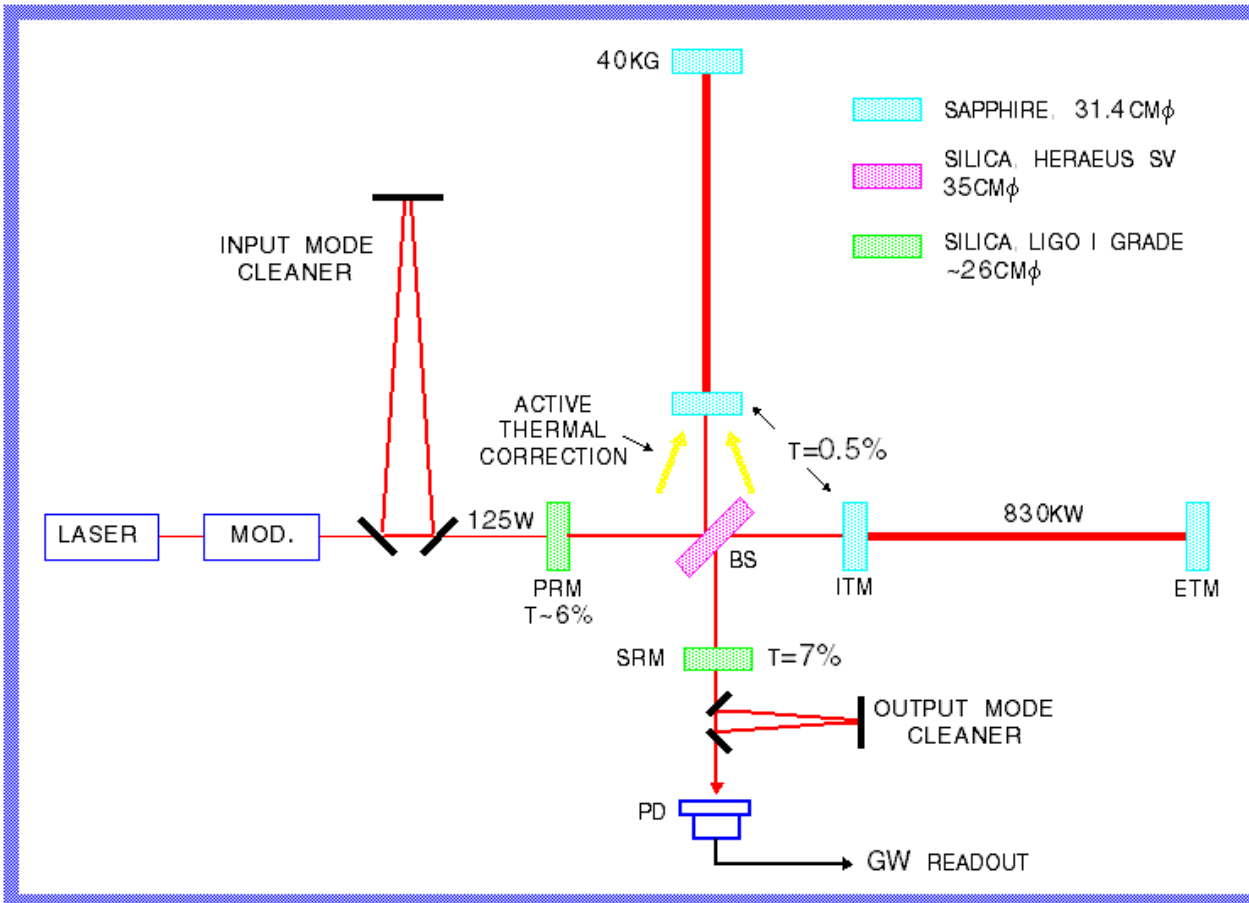 40KG
SAPPHIRE, 31.4CMϕ
SILICA, HERAEUS SV
35CMϕ
SILICA, LIGO I GRADE
~26CMϕ
INPUT MODE
CLEANER
ACTIVE
THERMAL
CORRECTION
T=0.5%
LASER
MOD.
125W
PRM
T~6%
BS
830KW
ITM
ETM
SRM
T=7%
OUTPUT MODE
CLEANER
PD
GW READOUT